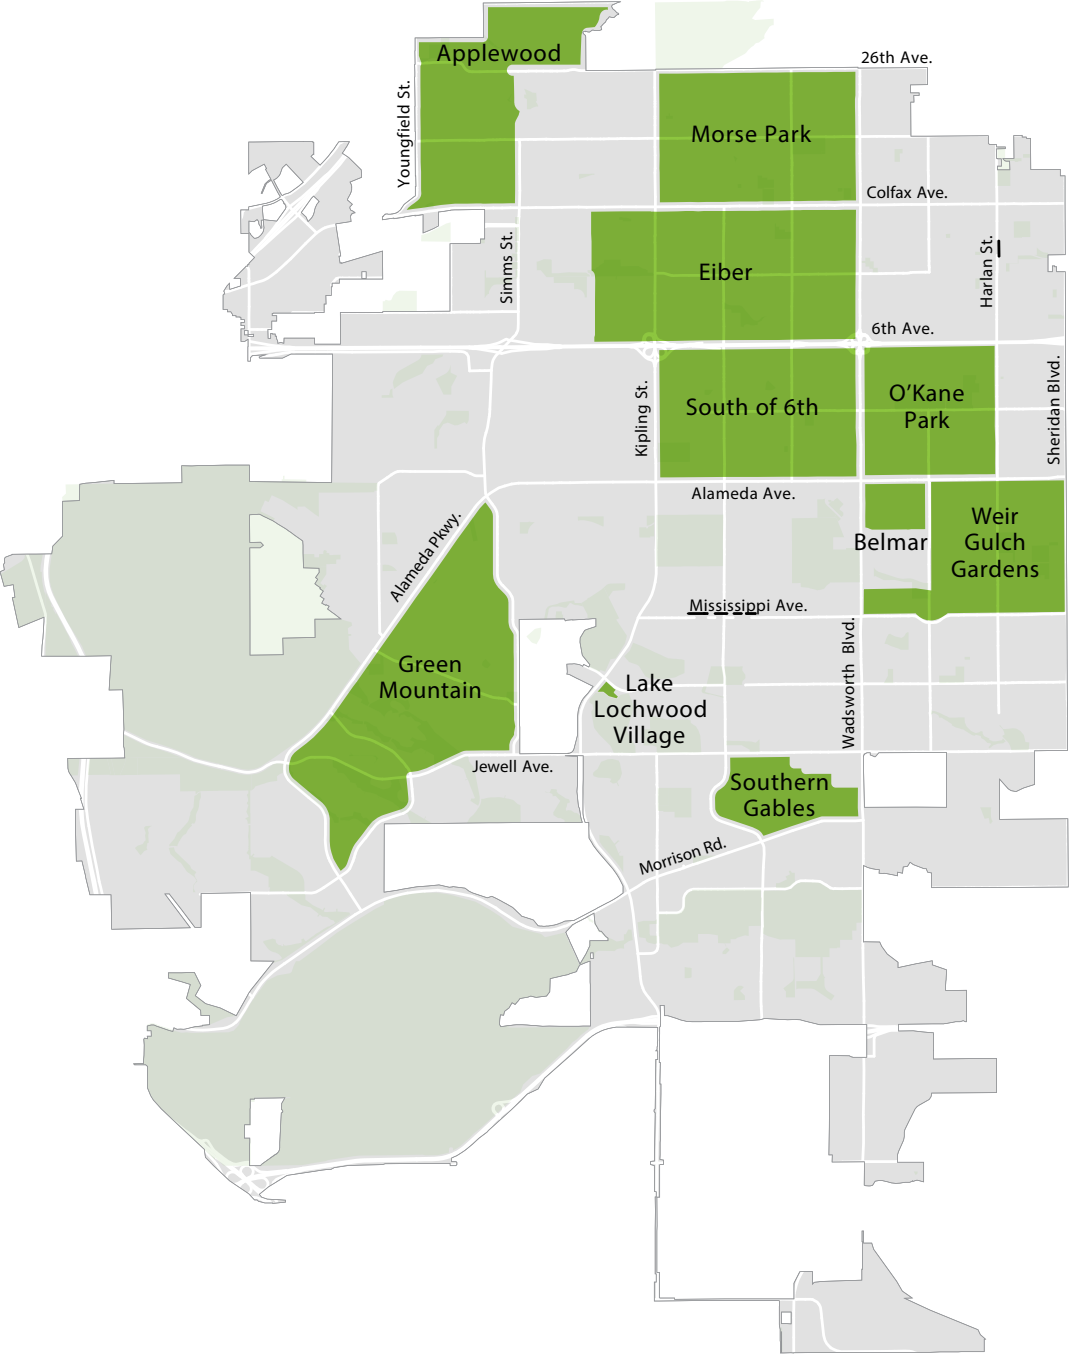 Applewood
26th Ave.
Youngfield St.
Morse Park
Colfax Ave.
Simms St.
Eiber
Harlan St.
6th Ave.
Kipling St.
South of 6th
O'Kane
Park
Sheridan Blvd.
Alameda Ave.
Alameda Pkwy.
Belmar
Weir
Gulch
Gardens
Mississippi Ave.
Green
Mountain
Lake
Lochwood
Village
Wadsworth Blvd.
Jewell Ave.
Southern
Gables
Morrison Rd.